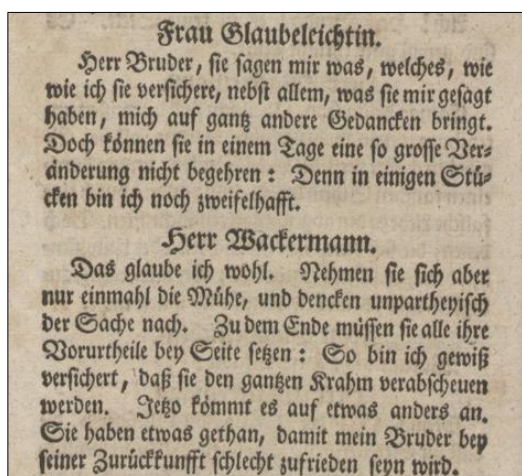 Frau Glaubeleichtin.
Herr Bruder, sie sagen mir was, welches, wie
wie ich sie versichere, nebst allem, was sie mir gesagt
haben, mich auf gantz andere Gedancken bringt.
Doch können sie in einem Tage eine so grosse Ver⸗
änderung nicht begehren: Denn in einigen Stü⸗
cken bin ich noch zweifelhafft.
Herr Wackermann.
Das glaube ich wohl. Nehmen sie sich aber
nur einmahl die Mühe, und dencken unpartheyisch
der Sache nach. Zu dem Ende müssen sie alle ihre
Vorurtheile bey Seite setzen: So bin ich gewiß
versichert, daß sie den gantzen Krahm verabscheuen
werden. Jetzo kömmt es auf etwas anders an.
Sie haben etwas gethan, damit mein Bruder bey
seiner Zurückkunfft schlecht zufrieden seyn wird.